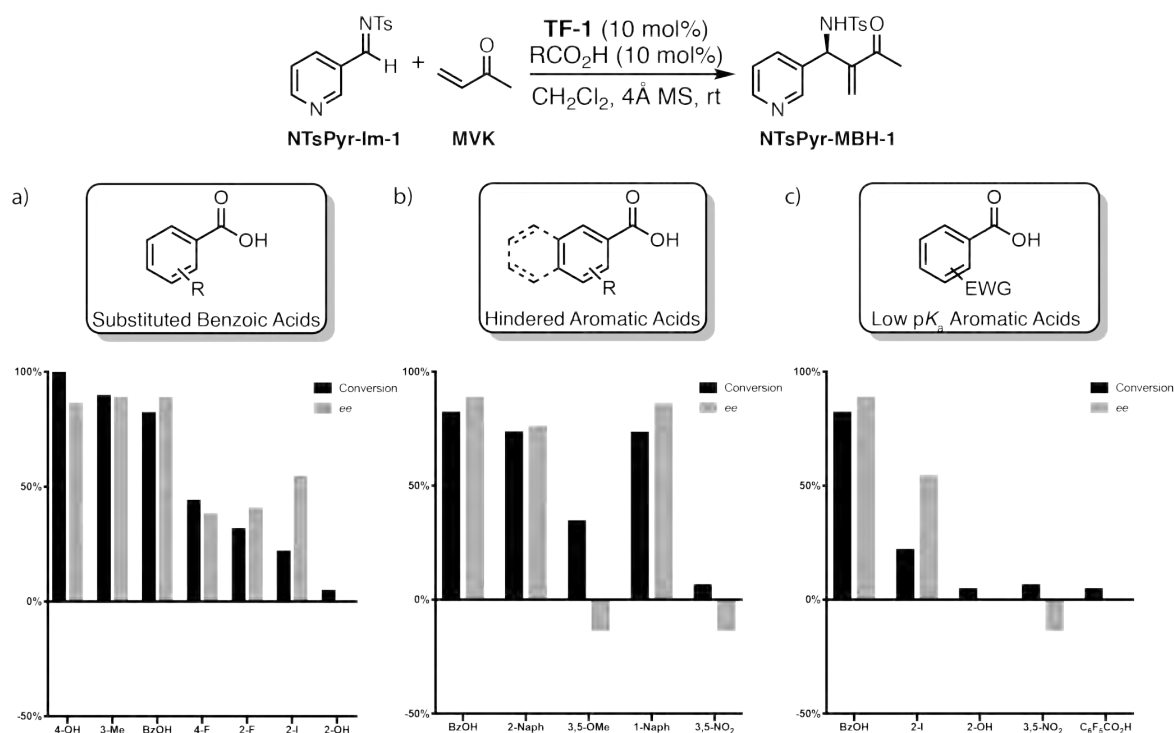 NTs
H
N
NTsPyr-Im-1
+
O
MVK
TF-1 (10 mol%)
RCO₂H (10 mol%)
CH₂Cl₂, 4Å MS, rt
NHTs
O
N
NTsPyr-MBH-1
a)
O
OH
R
Substituted Benzoic Acids
b)
O
OH
R
Hindered Aromatic Acids
c)
O
OH
EWG
Low pKₐ Aromatic Acids
100%
50%
0%
-50%
Conversion
ee
4-OH 3-Me BzOH 4-F 2-F 2-I 2-OH
100%
50%
0%
-50%
Conversion
ee
BzOH 2-Naph 3,5-OMe 1-Naph 3,5-NO₂
100%
50%
0%
-50%
Conversion
ee
BzOH 2-I 2-OH 3,5-NO₂ C₆F₅CO₂H